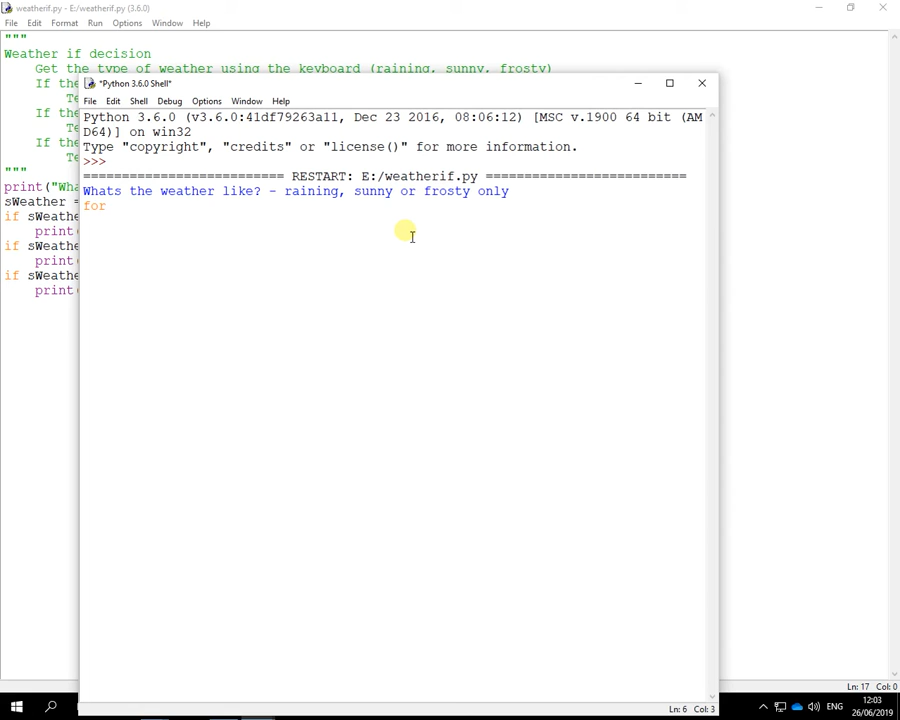 weatherif.py - E:/weatherif.py (3.6.0)
File Edit Format Run Options Window Help
"""
Weather if decision
Get the type of weather using the keyboard (raining, sunny, frosty)
If the
Te
If the
Te
If the
Te
"""
print("Wha
sWeather =
if sWeathe
print
if sWeathe
print
if sWeathe
print
*Python 3.6.0 Shell*
File Edit Shell Debug Options Window Help
Python 3.6.0 (v3.6.0:41df79263a11, Dec 23 2016, 08:06:12) [MSC v.1900 64 bit (AM
D64)] on win32
Type "copyright", "credits" or "license()" for more information.
>>>
=========================== RESTART: E:/weatherif.py ===========================
Whats the weather like? - raining, sunny or frosty only
for
Ln: 6 Col: 3
Ln: 17 Col: 0
ENG
12:03
26/06/2019